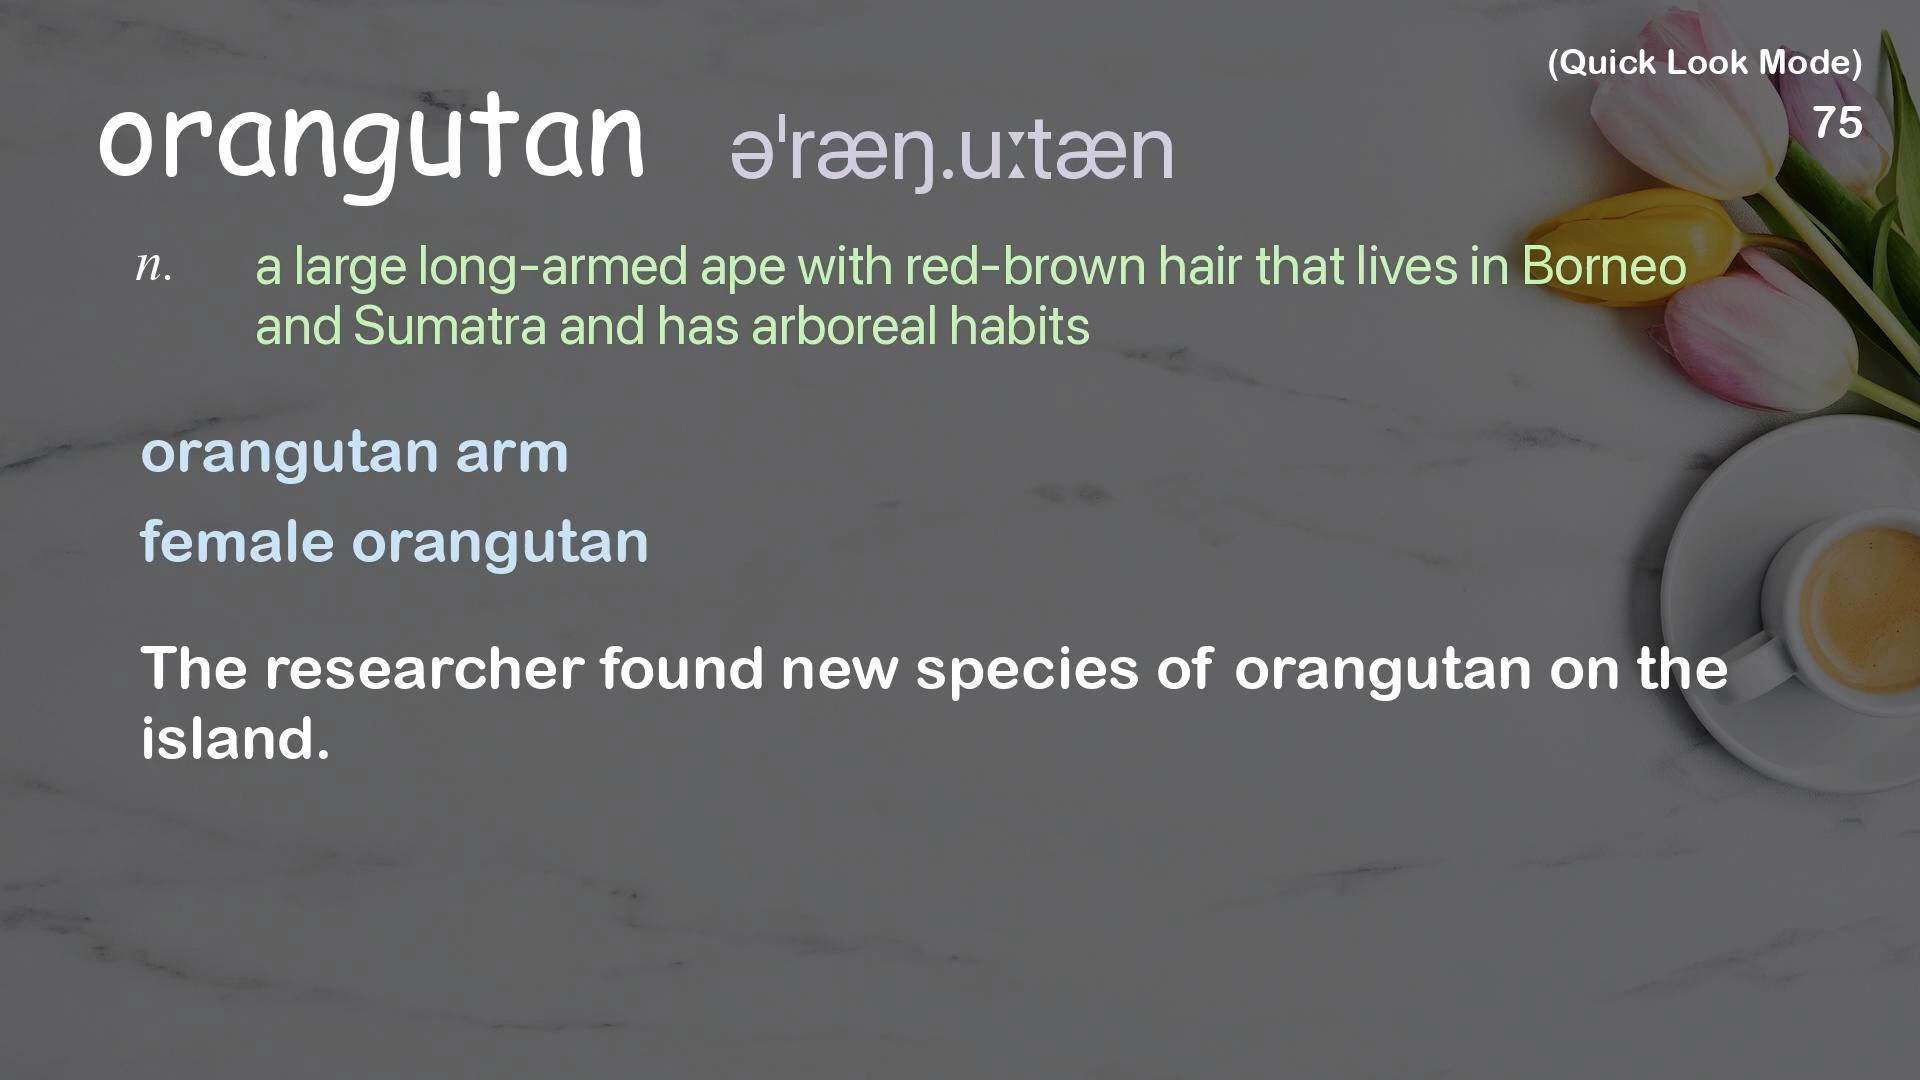 (Quick Look Mode)
75
orangutan əˈræŋ.uːtæn
n. a large long-armed ape with red-brown hair that lives in Borneo
and Sumatra and has arboreal habits
orangutan arm
female orangutan
The researcher found new species of orangutan on the
island.